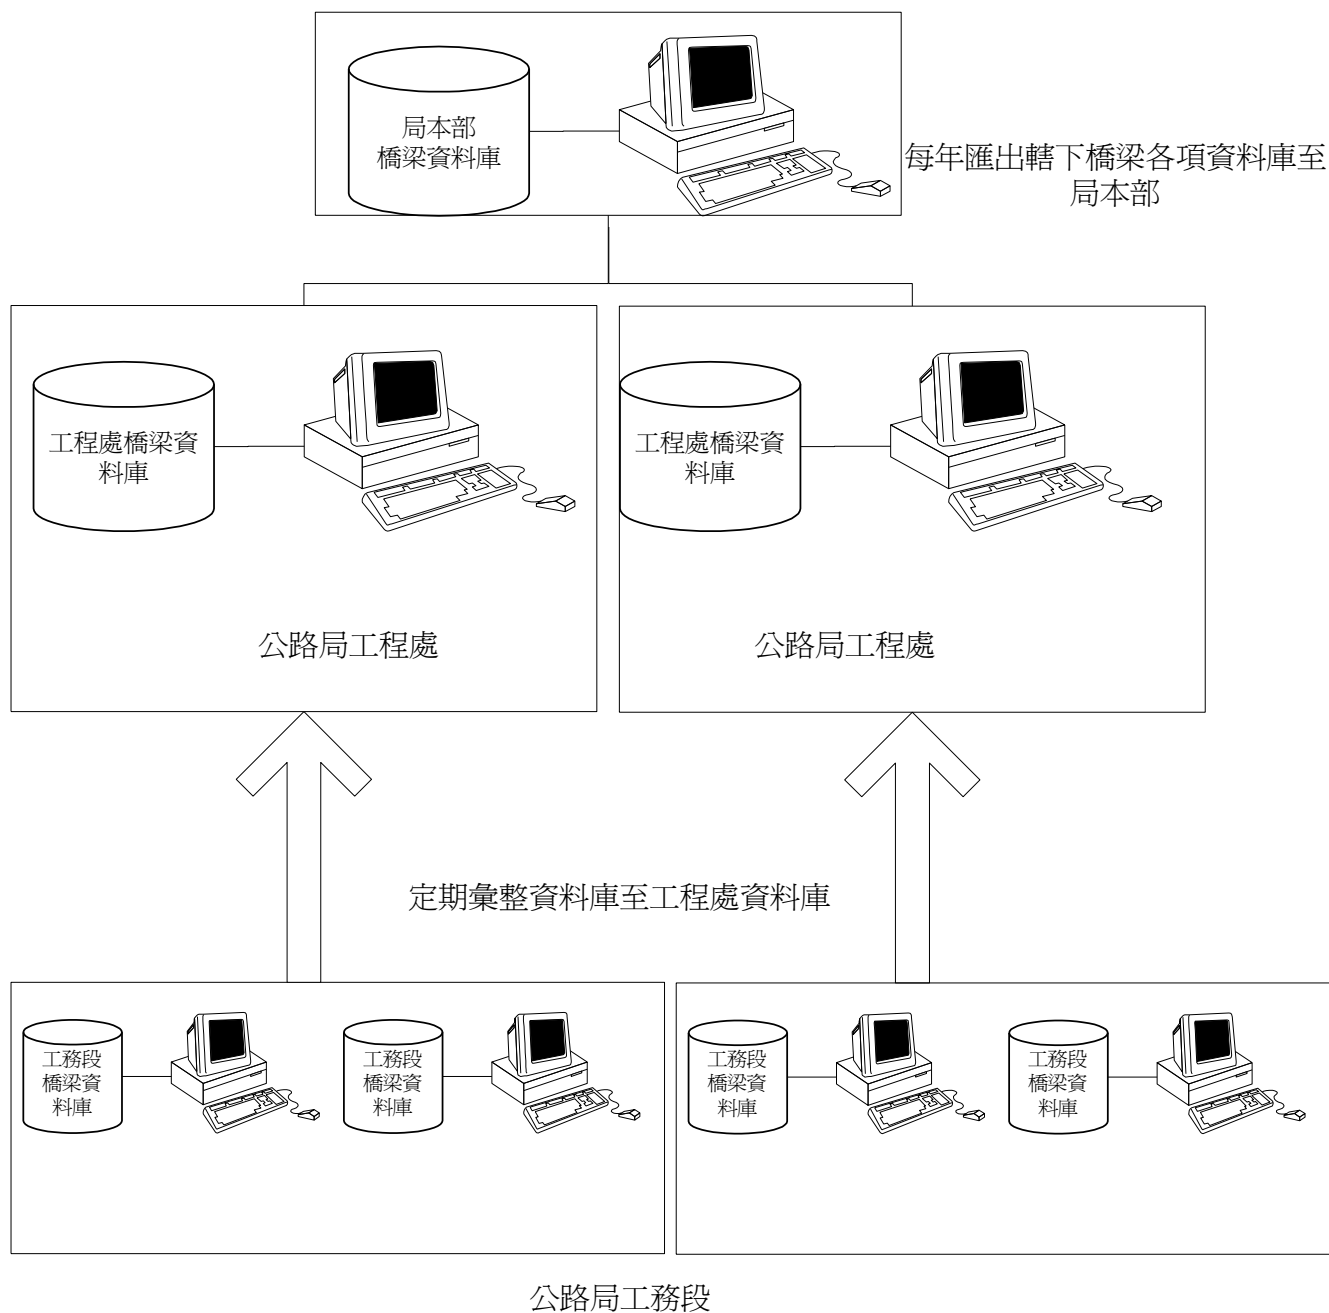 局本部
橋梁資料庫
每年匯出轄下橋梁各項資料庫至
局本部
工程處橋梁資
料庫
工程處橋梁資
料庫
公路局工程處
公路局工程處
定期彙整資料庫至工程處資料庫
工務段
橋梁資
料庫
工務段
橋梁資
料庫
工務段
橋梁資
料庫
工務段
橋梁資
料庫
公路局工務段